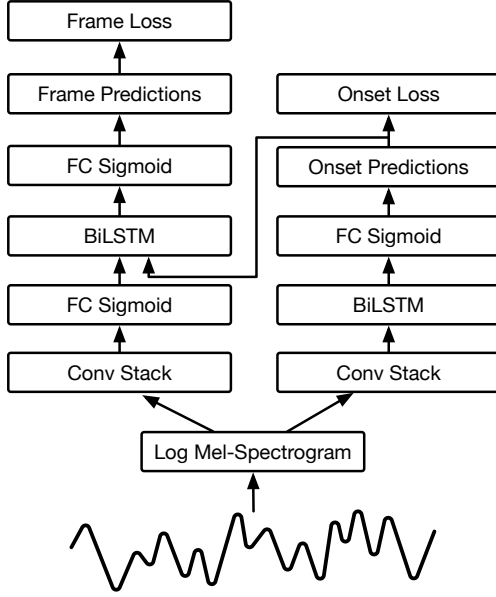 Frame Loss
Frame Predictions
Onset Loss
FC Sigmoid
Onset Predictions
BiLSTM
FC Sigmoid
FC Sigmoid
BiLSTM
Conv Stack
Conv Stack
Log Mel-Spectrogram